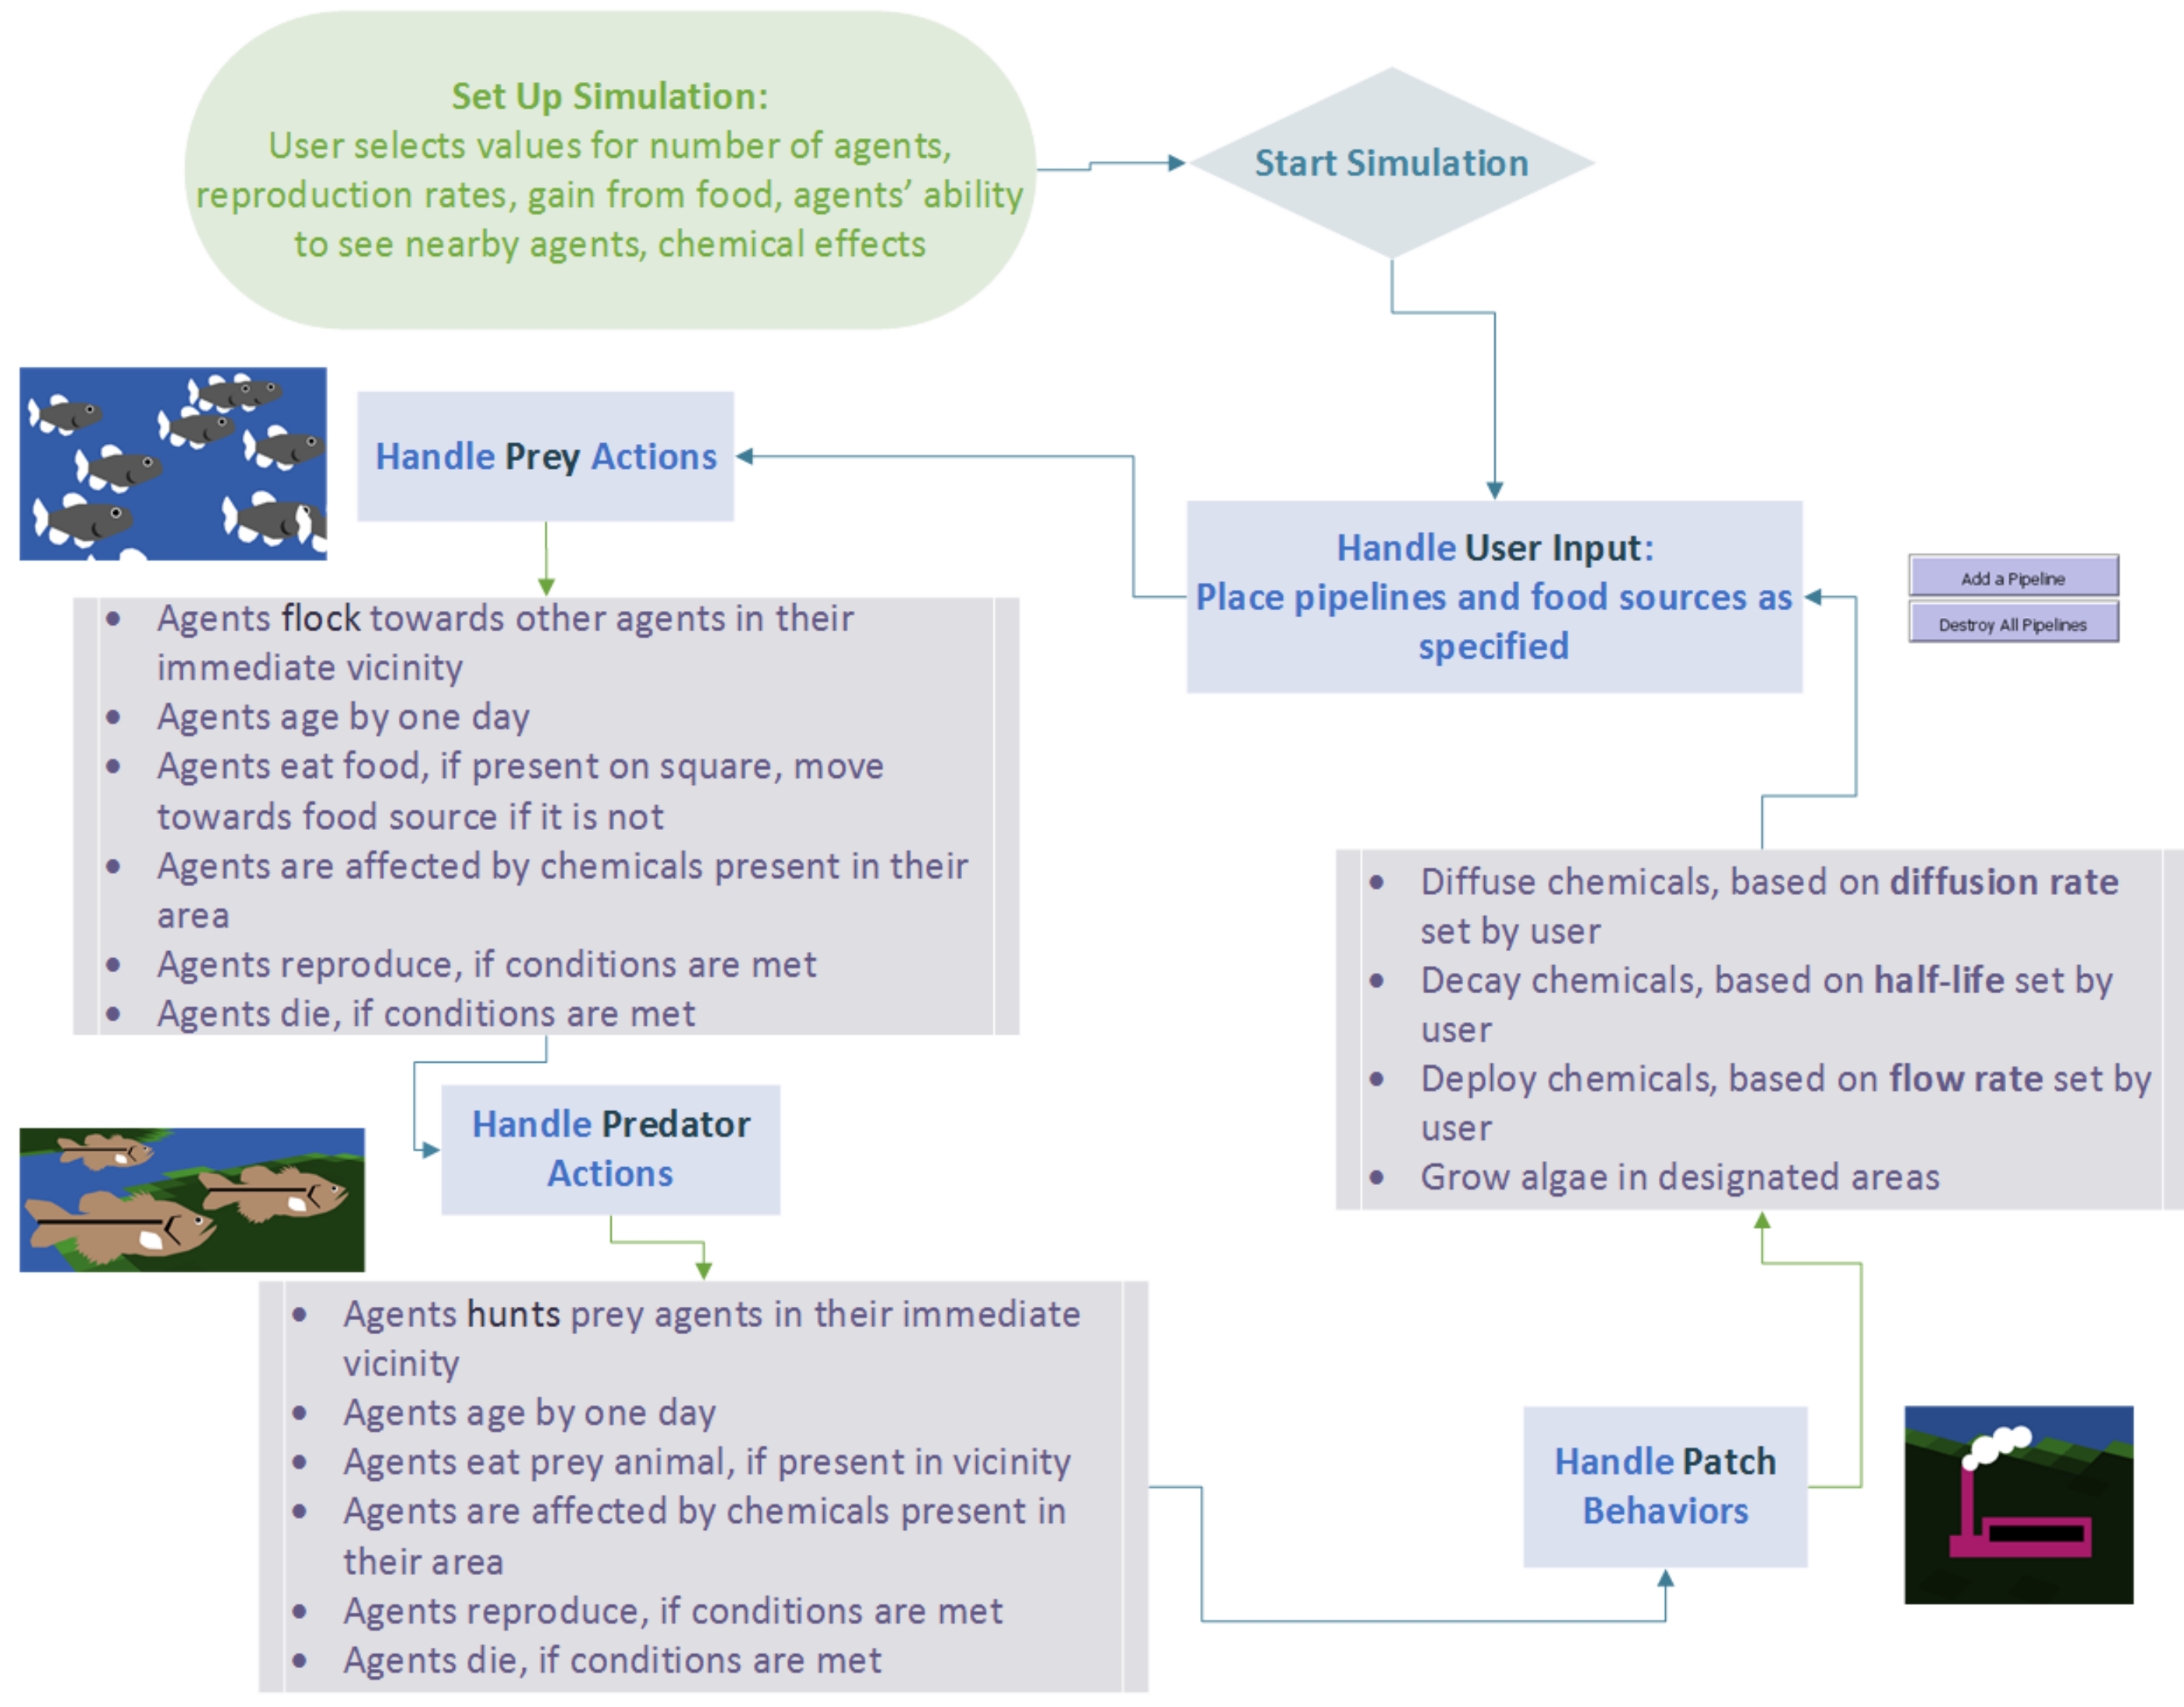 Set Up Simulation:
User selects values for number of agents,
reproduction rates, gain from food, agents’ ability
to see nearby agents, chemical effects
Start Simulation
Handle Prey Actions
Handle User Input:
Place pipelines and food sources as
specified
Add a Pipeline
Destroy All Pipelines
• Agents flock towards other agents in their
immediate vicinity
• Agents age by one day
• Agents eat food, if present on square, move
towards food source if it is not
• Agents are affected by chemicals present in their
area
• Agents reproduce, if conditions are met
• Agents die, if conditions are met
Handle Predator
Actions
• Agents hunts prey agents in their immediate
vicinity
• Agents age by one day
• Agents eat prey animal, if present in vicinity
• Agents are affected by chemicals present in
their area
• Agents reproduce, if conditions are met
• Agents die, if conditions are met
Handle Patch
Behaviors
• Diffuse chemicals, based on diffusion rate
set by user
• Decay chemicals, based on half-life set by
user
• Deploy chemicals, based on flow rate set by
user
• Grow algae in designated areas